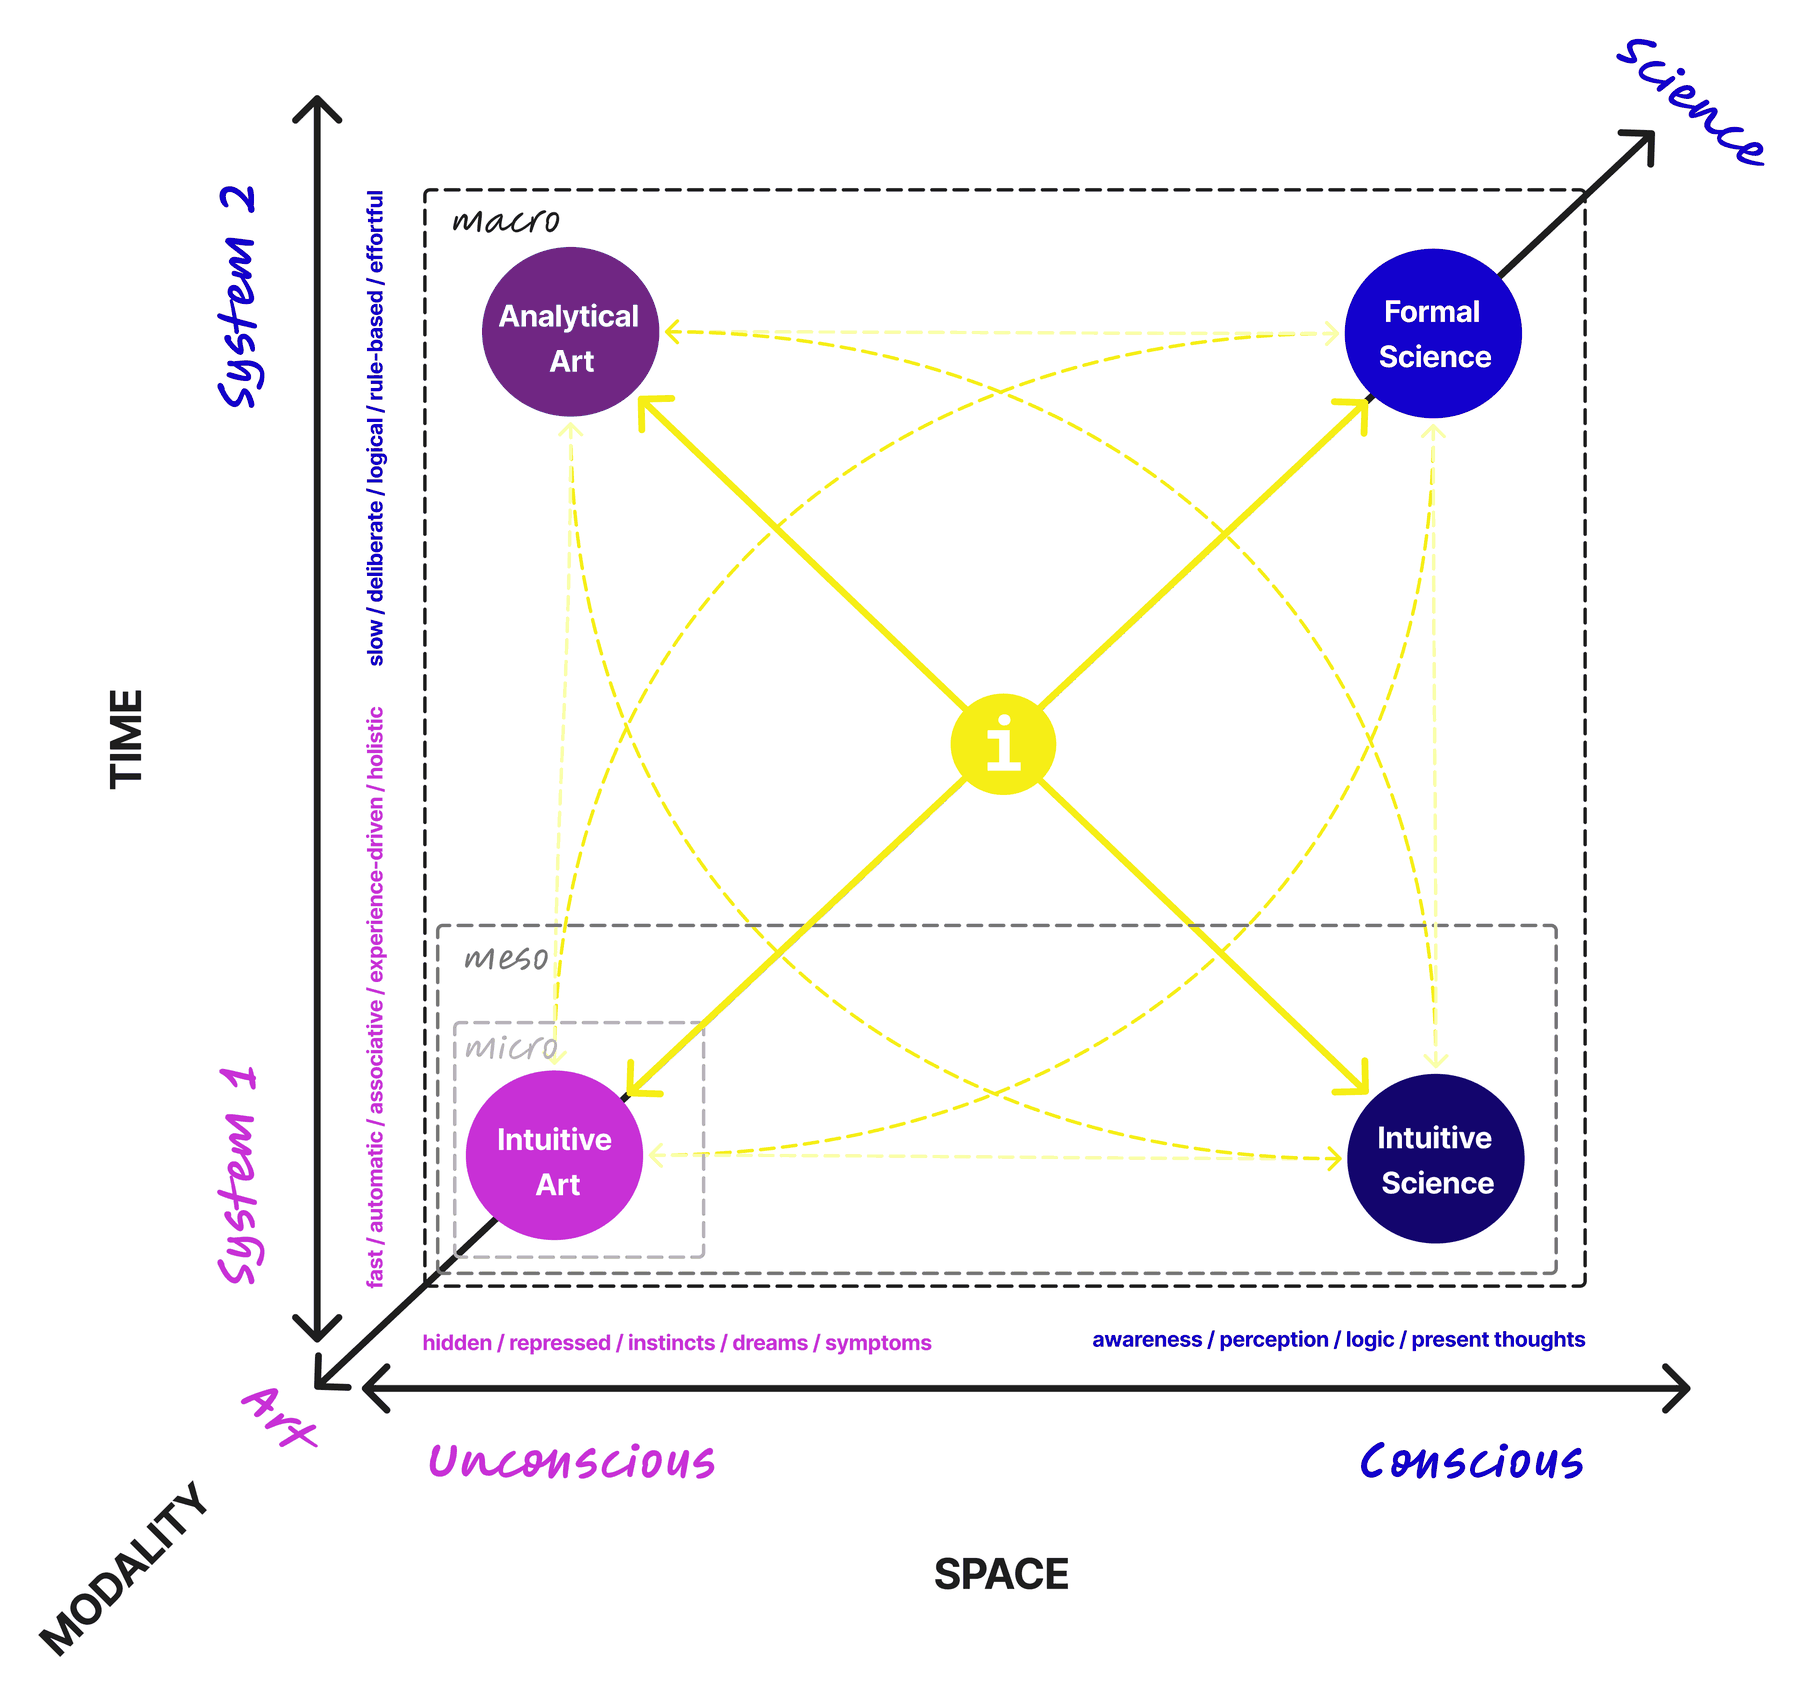 Science
System 2
slow / deliberate / logical / rule-based / effortful
macro
Analytical
Art
Formal
Science
TIME
i
fast / automatic / associative / experience-driven / holistic
meso
micro
System 1
Intuitive
Art
Intuitive
Science
hidden / repressed / instincts / dreams / symptoms
awareness / perception / logic / present thoughts
Art
Unconscious
Conscious
MODALITY
SPACE